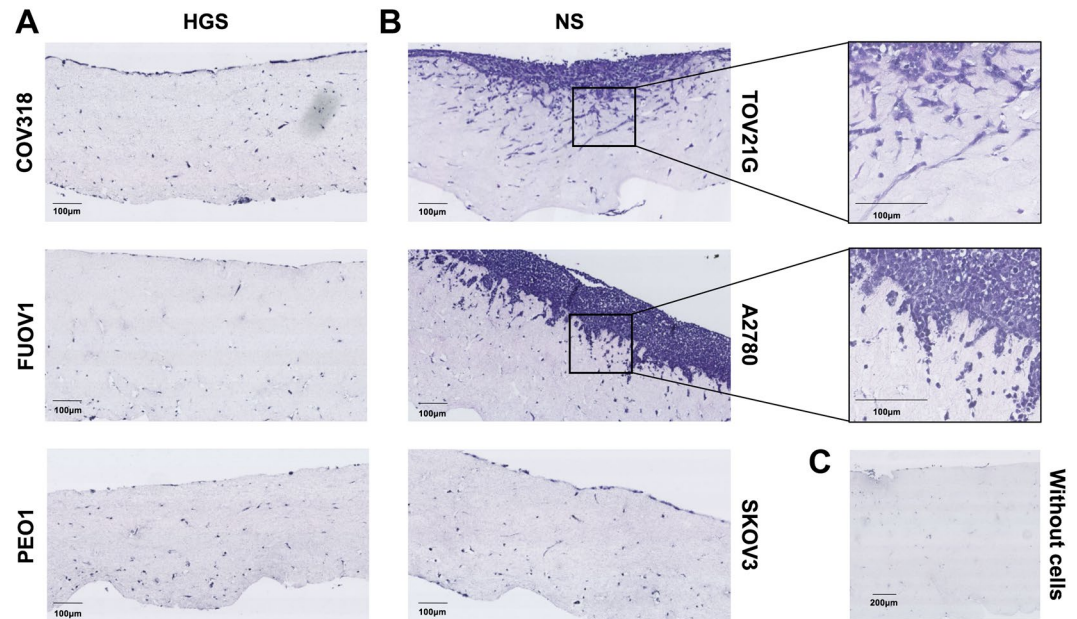 A
HGS
B
NS
COV318
100µm
100µm
TOV21G
100µm
FUOV1
100µm
100µm
A2780
100µm
PEO1
100µm
100µm
SKOV3
C
200µm
Without cells